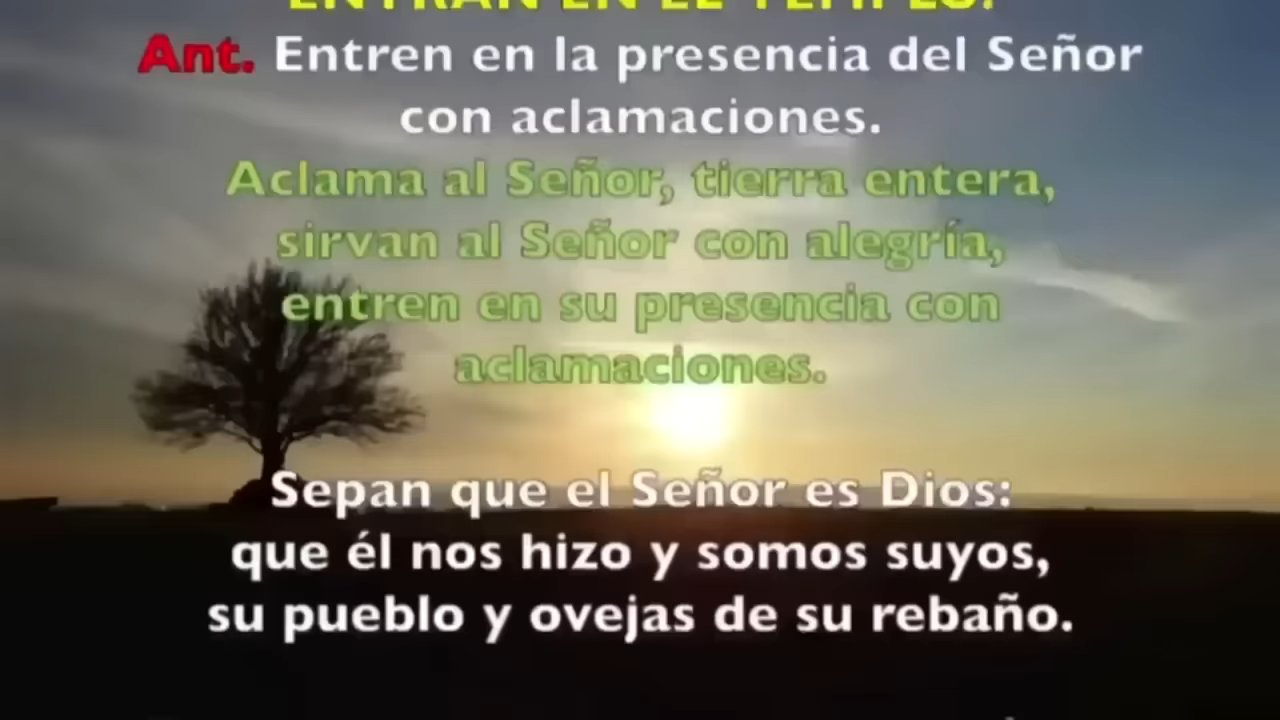 ENTRAN EN EL TEMPLO.
Ant. Entren en la presencia del Señor
con aclamaciones.
Aclama al Señor, tierra entera,
sirvan al Señor con alegría,
entren en su presencia con
aclamaciones.
Sepan que el Señor es Dios:
que él nos hizo y somos suyos,
su pueblo y ovejas de su rebaño.